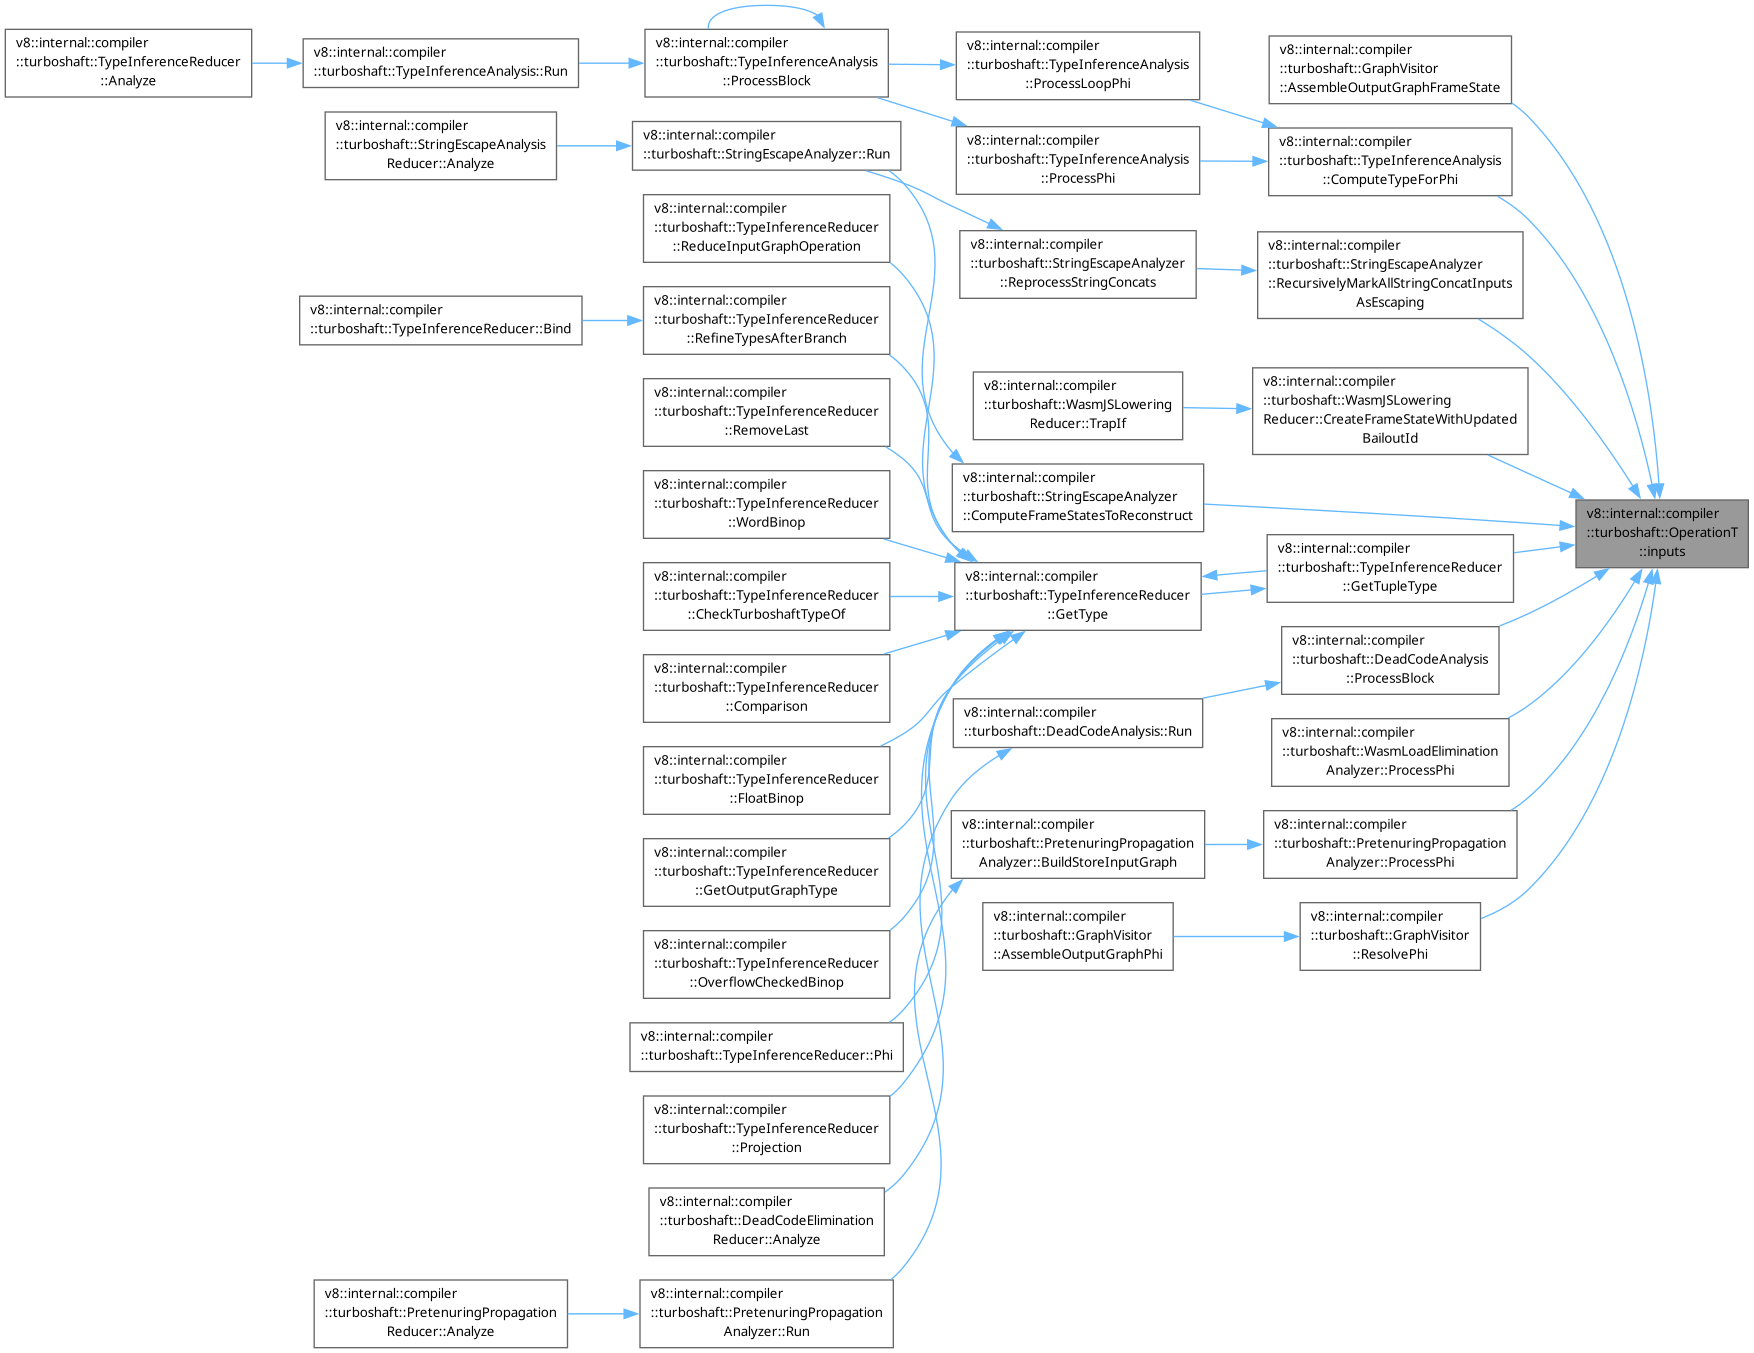 v8::internal::compiler
::turboshaft::TypeInferenceReducer
::Analyze
v8::internal::compiler
::turboshaft::TypeInferenceAnalysis::Run
v8::internal::compiler
::turboshaft::TypeInferenceAnalysis
::ProcessBlock
v8::internal::compiler
::turboshaft::TypeInferenceAnalysis
::ProcessLoopPhi
v8::internal::compiler
::turboshaft::GraphVisitor
::AssembleOutputGraphFrameState
v8::internal::compiler
::turboshaft::StringEscapeAnalysis
Reducer::Analyze
v8::internal::compiler
::turboshaft::StringEscapeAnalyzer::Run
v8::internal::compiler
::turboshaft::TypeInferenceAnalysis
::ProcessPhi
v8::internal::compiler
::turboshaft::TypeInferenceAnalysis
::ComputeTypeForPhi
v8::internal::compiler
::turboshaft::TypeInferenceReducer
::ReduceInputGraphOperation
v8::internal::compiler
::turboshaft::StringEscapeAnalyzer
::ReprocessStringConcats
v8::internal::compiler
::turboshaft::StringEscapeAnalyzer
::RecursivelyMarkAllStringConcatInputs
AsEscaping
v8::internal::compiler
::turboshaft::TypeInferenceReducer::Bind
v8::internal::compiler
::turboshaft::TypeInferenceReducer
::RefineTypesAfterBranch
v8::internal::compiler
::turboshaft::TypeInferenceReducer
::RemoveLast
v8::internal::compiler
::turboshaft::WasmJSLowering
Reducer::TrapIf
v8::internal::compiler
::turboshaft::WasmJSLowering
Reducer::CreateFrameStateWithUpdated
BailoutId
v8::internal::compiler
::turboshaft::TypeInferenceReducer
::WordBinop
v8::internal::compiler
::turboshaft::StringEscapeAnalyzer
::ComputeFrameStatesToReconstruct
v8::internal::compiler
::turboshaft::OperationT
::inputs
v8::internal::compiler
::turboshaft::TypeInferenceReducer
::CheckTurboshaftTypeOf
v8::internal::compiler
::turboshaft::TypeInferenceReducer
::GetType
v8::internal::compiler
::turboshaft::TypeInferenceReducer
::GetTupleType
v8::internal::compiler
::turboshaft::TypeInferenceReducer
::Comparison
v8::internal::compiler
::turboshaft::DeadCodeAnalysis
::ProcessBlock
v8::internal::compiler
::turboshaft::DeadCodeAnalysis::Run
v8::internal::compiler
::turboshaft::TypeInferenceReducer
::FloatBinop
v8::internal::compiler
::turboshaft::WasmLoadElimination
Analyzer::ProcessPhi
v8::internal::compiler
::turboshaft::TypeInferenceReducer
::GetOutputGraphType
v8::internal::compiler
::turboshaft::PretenuringPropagation
Analyzer::BuildStoreInputGraph
v8::internal::compiler
::turboshaft::PretenuringPropagation
Analyzer::ProcessPhi
v8::internal::compiler
::turboshaft::TypeInferenceReducer
::OverflowCheckedBinop
v8::internal::compiler
::turboshaft::GraphVisitor
::AssembleOutputGraphPhi
v8::internal::compiler
::turboshaft::GraphVisitor
::ResolvePhi
v8::internal::compiler
::turboshaft::TypeInferenceReducer::Phi
v8::internal::compiler
::turboshaft::TypeInferenceReducer
::Projection
v8::internal::compiler
::turboshaft::DeadCodeElimination
Reducer::Analyze
v8::internal::compiler
::turboshaft::PretenuringPropagation
Reducer::Analyze
v8::internal::compiler
::turboshaft::PretenuringPropagation
Analyzer::Run